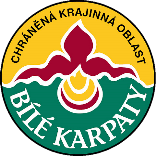 CHRÁNĚNÁ KRAJINNÁ OBLAST
BÍLÉ KARPATY